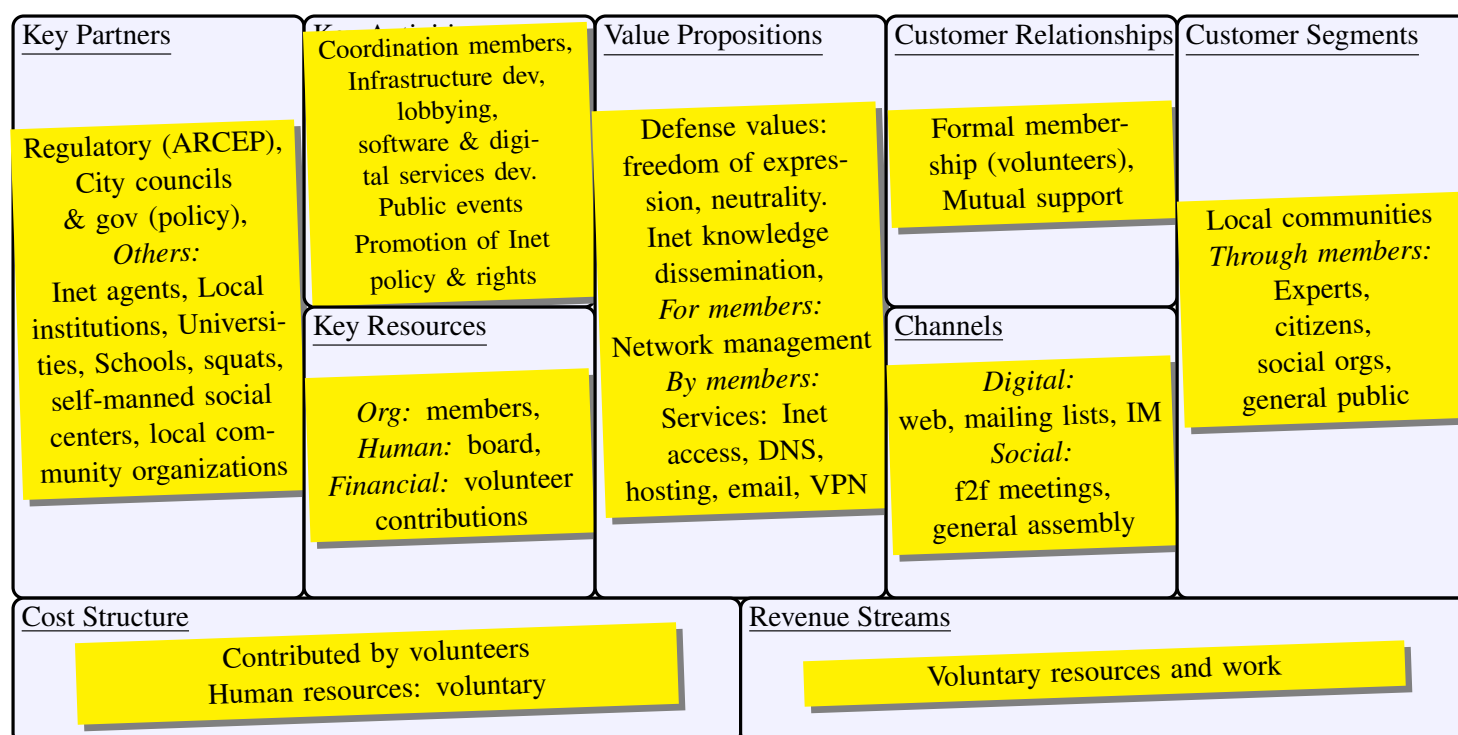 Key Partners
Regulatory (ARCEP),
City councils
& gov (policy),
Others:
Inet agents, Local
institutions, Universi-
ties, Schools, squats,
self-manned social
centers, local com-
munity organizations
Coordination members,
Infrastructure dev,
lobbying,
software & digi-
tal services dev.
Public events
Promotion of Inet
policy & rights
Key Resources
Org: members,
Human: board,
Financial: volunteer
contributions
Value Propositions
Defense values:
freedom of expres-
sion, neutrality.
Inet knowledge
dissemination,
For members:
Network management
By members:
Services: Inet
access, DNS,
hosting, email, VPN
Customer Relationships
Formal member-
ship (volunteers),
Mutual support
Channels
Digital:
web, mailing lists, IM
Social:
f2f meetings,
general assembly
Customer Segments
Local communities
Through members:
Experts,
citizens,
social orgs,
general public
Cost Structure
Contributed by volunteers
Human resources: voluntary
Revenue Streams
Voluntary resources and work